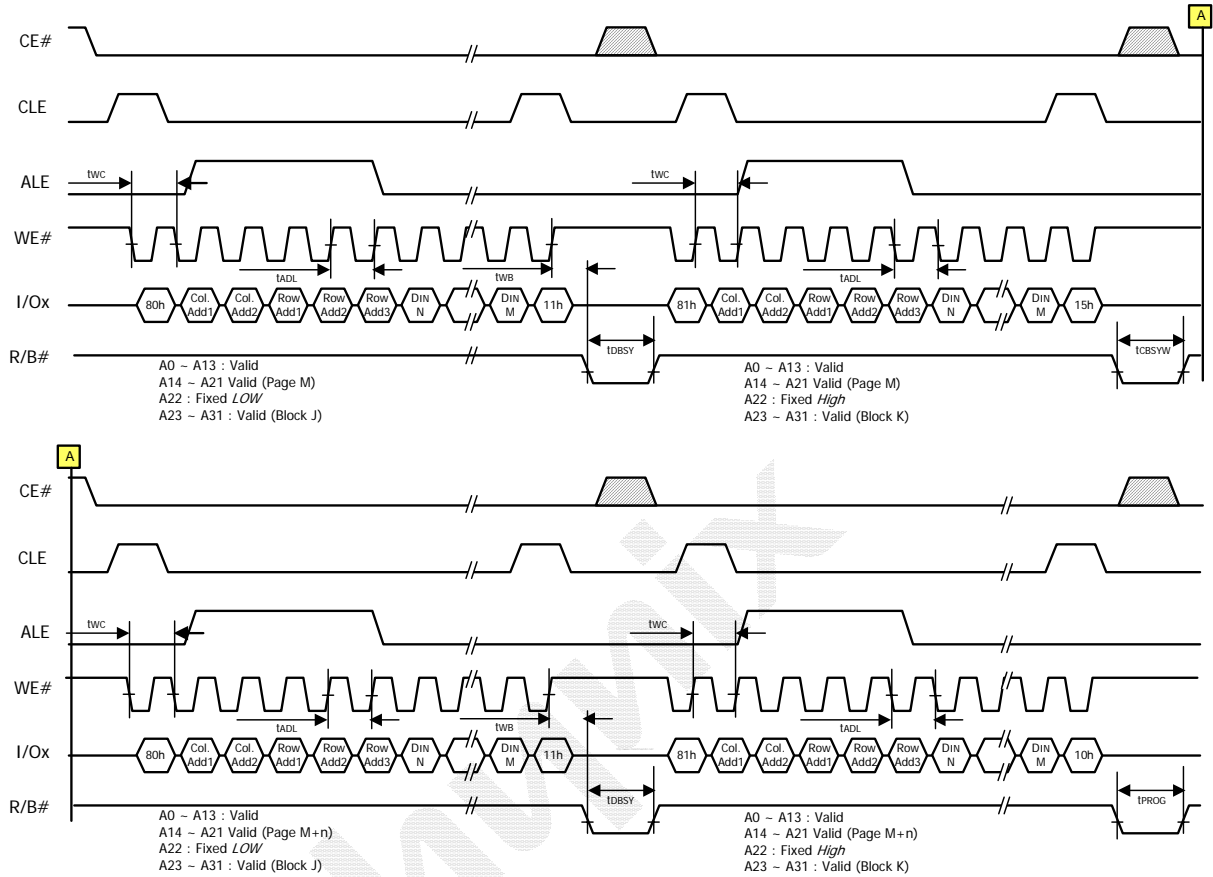 A
CE#
CLE
ALE
tWC
tWC
WE#
tADL
tWB
tADL
I/Ox
80h Col. Add1 Col. Add2 Row Add1 Row Add2 Row Add3 DIN N DIN M 11h 81h Col. Add1 Col. Add2 Row Add1 Row Add2 Row Add3 DIN N DIN M 15h
R/B#
tDBSY
tCBSYW
A0 ~ A13 : Valid
A14 ~ A21 Valid (Page M)
A22 : Fixed LOW
A23 ~ A31 : Valid (Block J)
A0 ~ A13 : Valid
A14 ~ A21 Valid (Page M)
A22 : Fixed High
A23 ~ A31 : Valid (Block K)
A
CE#
CLE
ALE
tWC
tWC
WE#
tADL
tWB
tADL
I/Ox
80h Col. Add1 Col. Add2 Row Add1 Row Add2 Row Add3 DIN N DIN M 11h 81h Col. Add1 Col. Add2 Row Add1 Row Add2 Row Add3 DIN N DIN M 10h
R/B#
tDBSY
tPROG
A0 ~ A13 : Valid
A14 ~ A21 Valid (Page M+n)
A22 : Fixed LOW
A23 ~ A31 : Valid (Block J)
A0 ~ A13 : Valid
A14 ~ A21 Valid (Page M+n)
A22 : Fixed High
A23 ~ A31 : Valid (Block K)